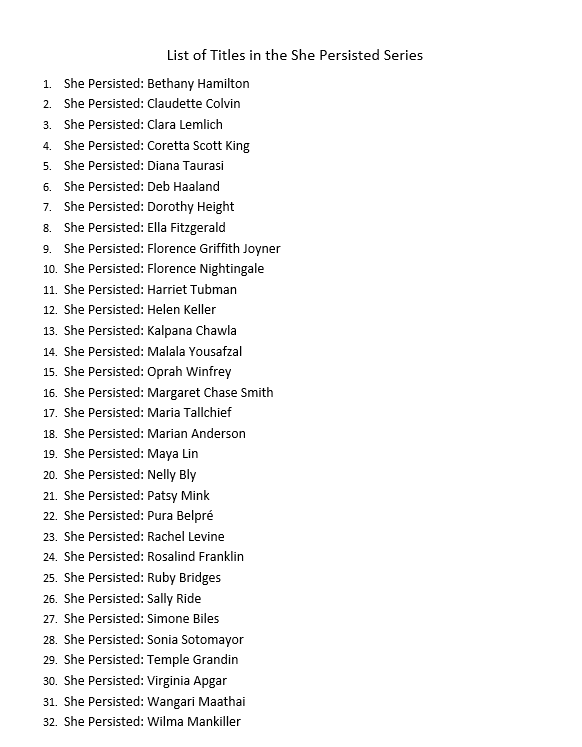 List of Titles in the She Persisted Series
1. She Persisted: Bethany Hamilton
2. She Persisted: Claudette Colvin
3. She Persisted: Clara Lemlich
4. She Persisted: Coretta Scott King
5. She Persisted: Diana Taurasi
6. She Persisted: Deb Haaland
7. She Persisted: Dorothy Height
8. She Persisted: Ella Fitzgerald
9. She Persisted: Florence Griffith Joyner
10. She Persisted: Florence Nightingale
11. She Persisted: Harriet Tubman
12. She Persisted: Helen Keller
13. She Persisted: Kalpana Chawla
14. She Persisted: Malala Yousafzal
15. She Persisted: Oprah Winfrey
16. She Persisted: Margaret Chase Smith
17. She Persisted: Maria Tallchief
18. She Persisted: Marian Anderson
19. She Persisted: Maya Lin
20. She Persisted: Nelly Bly
21. She Persisted: Patsy Mink
22. She Persisted: Pura Belpré
23. She Persisted: Rachel Levine
24. She Persisted: Rosalind Franklin
25. She Persisted: Ruby Bridges
26. She Persisted: Sally Ride
27. She Persisted: Simone Biles
28. She Persisted: Sonia Sotomayor
29. She Persisted: Temple Grandin
30. She Persisted: Virginia Apgar
31. She Persisted: Wangari Maathai
32. She Persisted: Wilma Mankiller